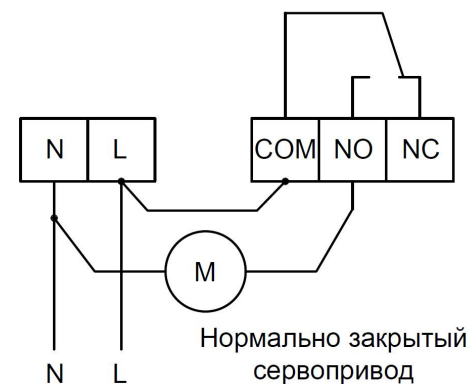 N L COM NO NC
M
Нормально закрытый
сервопривод
N L